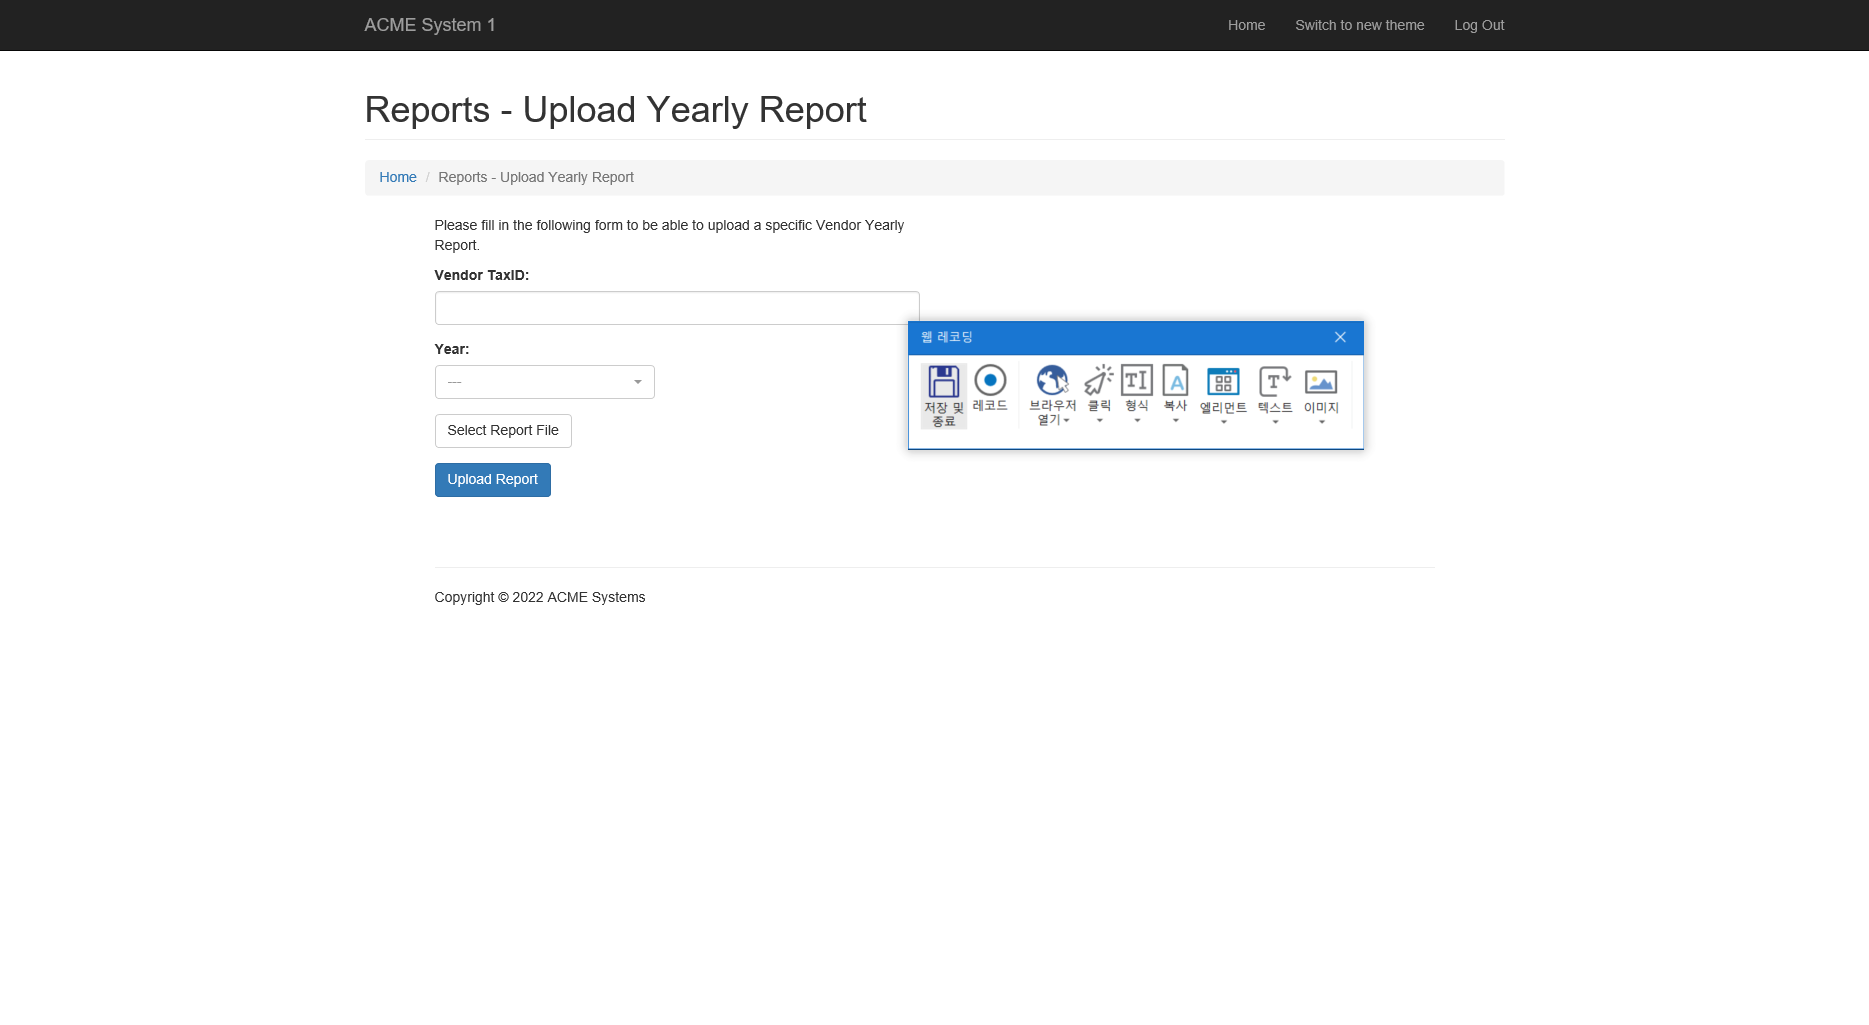 ACME System 1
Home
Switch to new theme
Log Out
Reports - Upload Yearly Report
Home / Reports - Upload Yearly Report
Please fill in the following form to be able to upload a specific Vendor Yearly
Report.
Vendor TaxID:
Year:
---
Select Report File
Upload Report
웹 레코딩
저장 및
종료
레코드
브라우저
열기
클릭
형식
복사
엘리먼트
텍스트
이미지
Copyright © 2022 ACME Systems